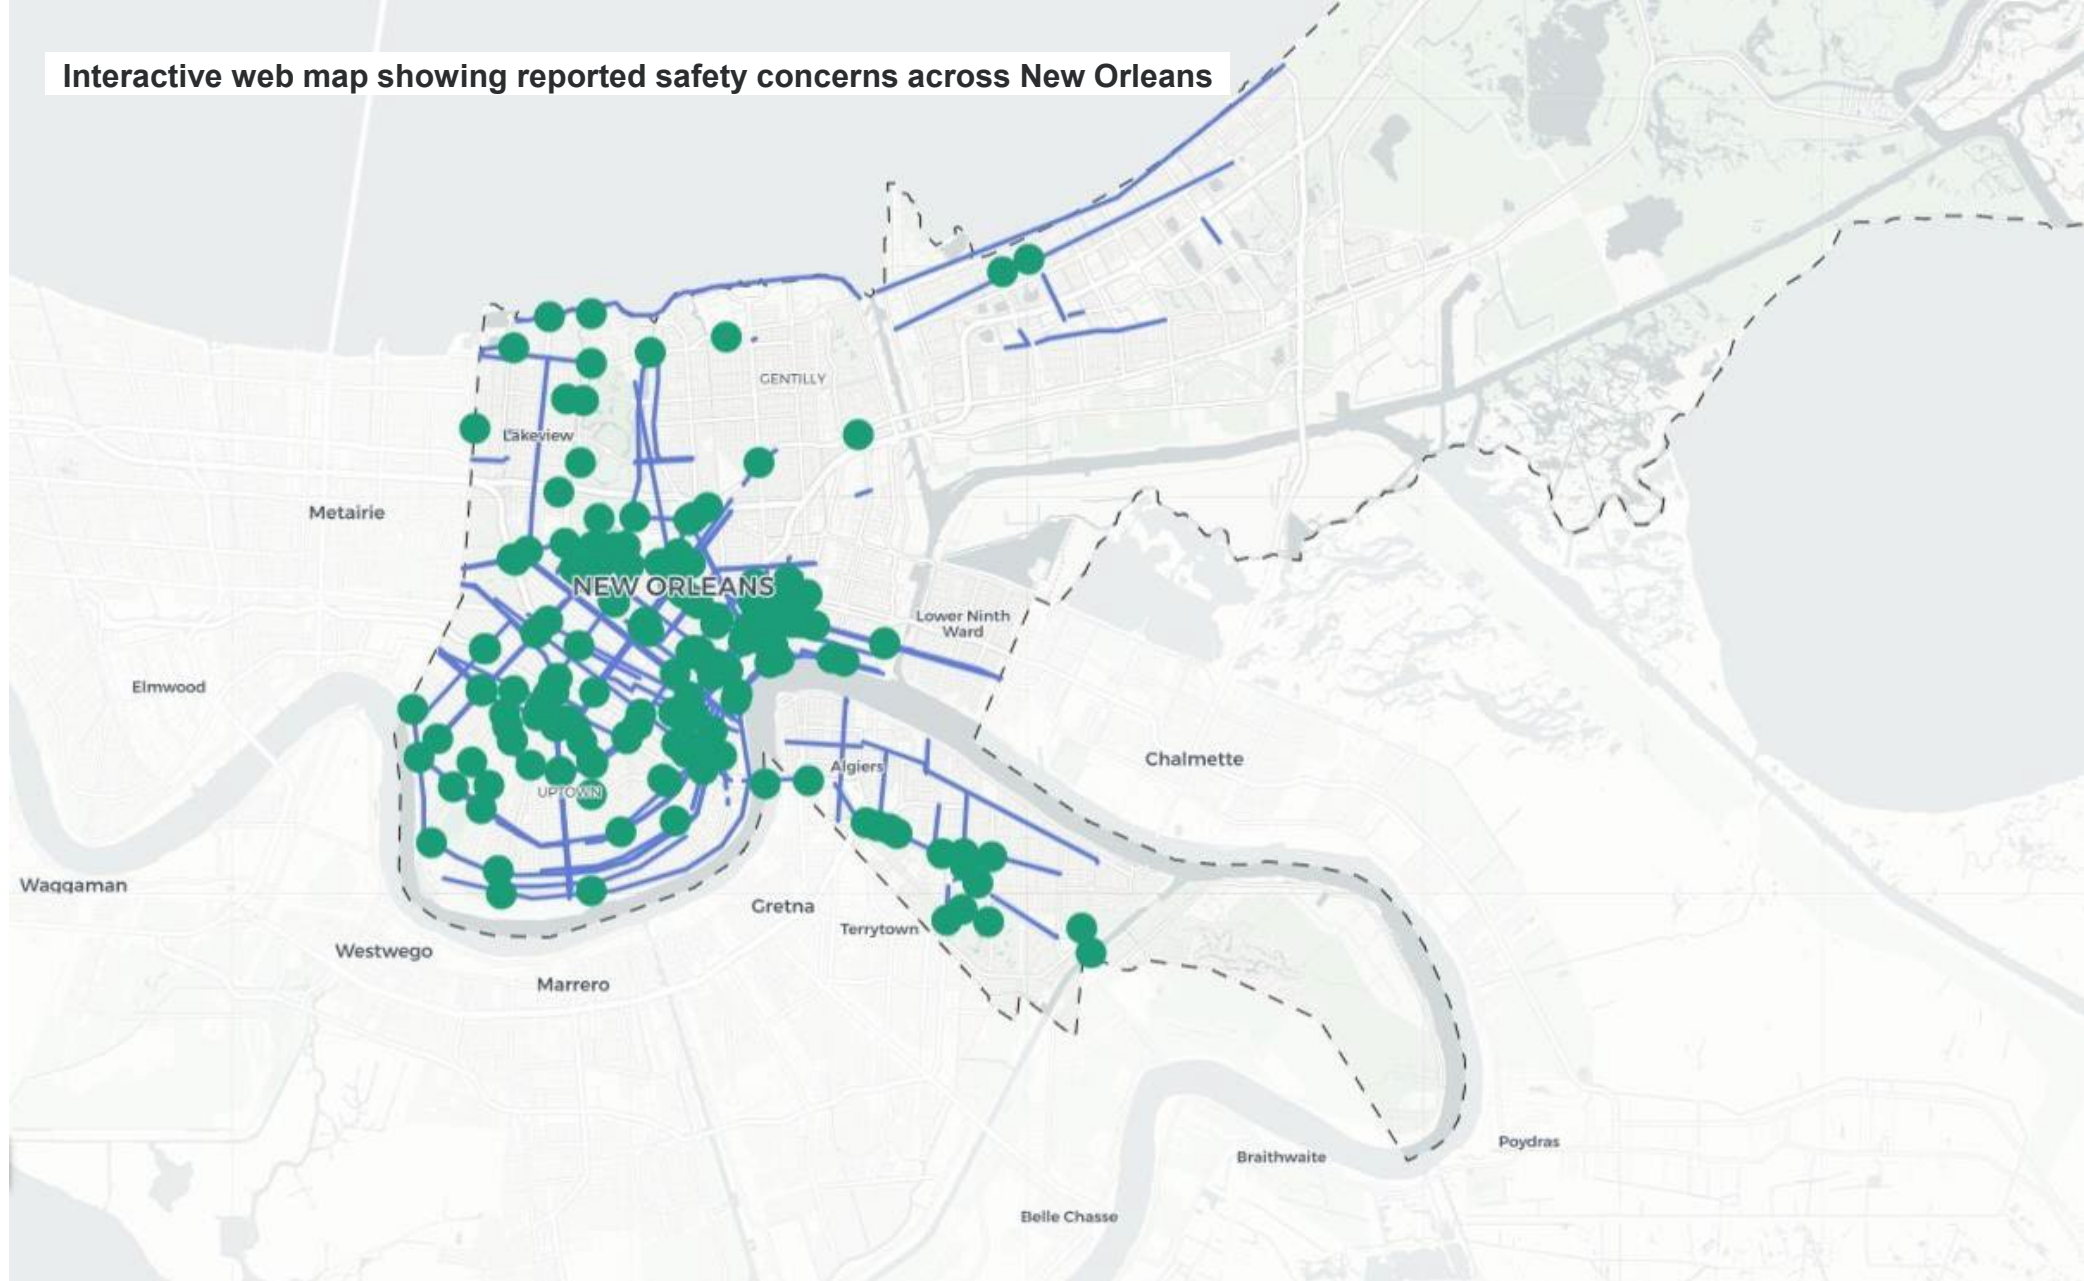 Interactive web map showing reported safety concerns across New Orleans
GENTILLY
Lakeview
Metairie
NEW ORLEANS
Lower Ninth
Ward
Elmwood
Chalmette
Algiers
UPTOWN
Waggaman
Gretna
Terrytown
Westwego
Marrero
Poydras
Braithwaite
Belle Chasse